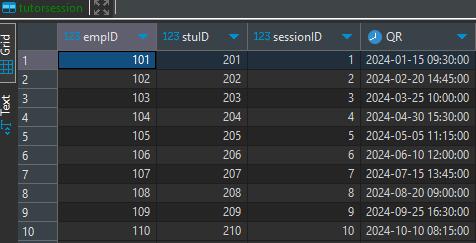 tutorsession
Grid
Text
123 empID 123 stuID 123 sessionID QR
1 101 201 1 2024-01-15 09:30:00
2 102 202 2 2024-02-20 14:45:00
3 103 203 3 2024-03-25 10:00:00
4 104 204 4 2024-04-30 15:30:00
5 105 205 5 2024-05-05 11:15:00
6 106 206 6 2024-06-10 12:00:00
7 107 207 7 2024-07-15 13:45:00
8 108 208 8 2024-08-20 09:00:00
9 109 209 9 2024-09-25 16:30:00
10 110 210 10 2024-10-10 08:15:00